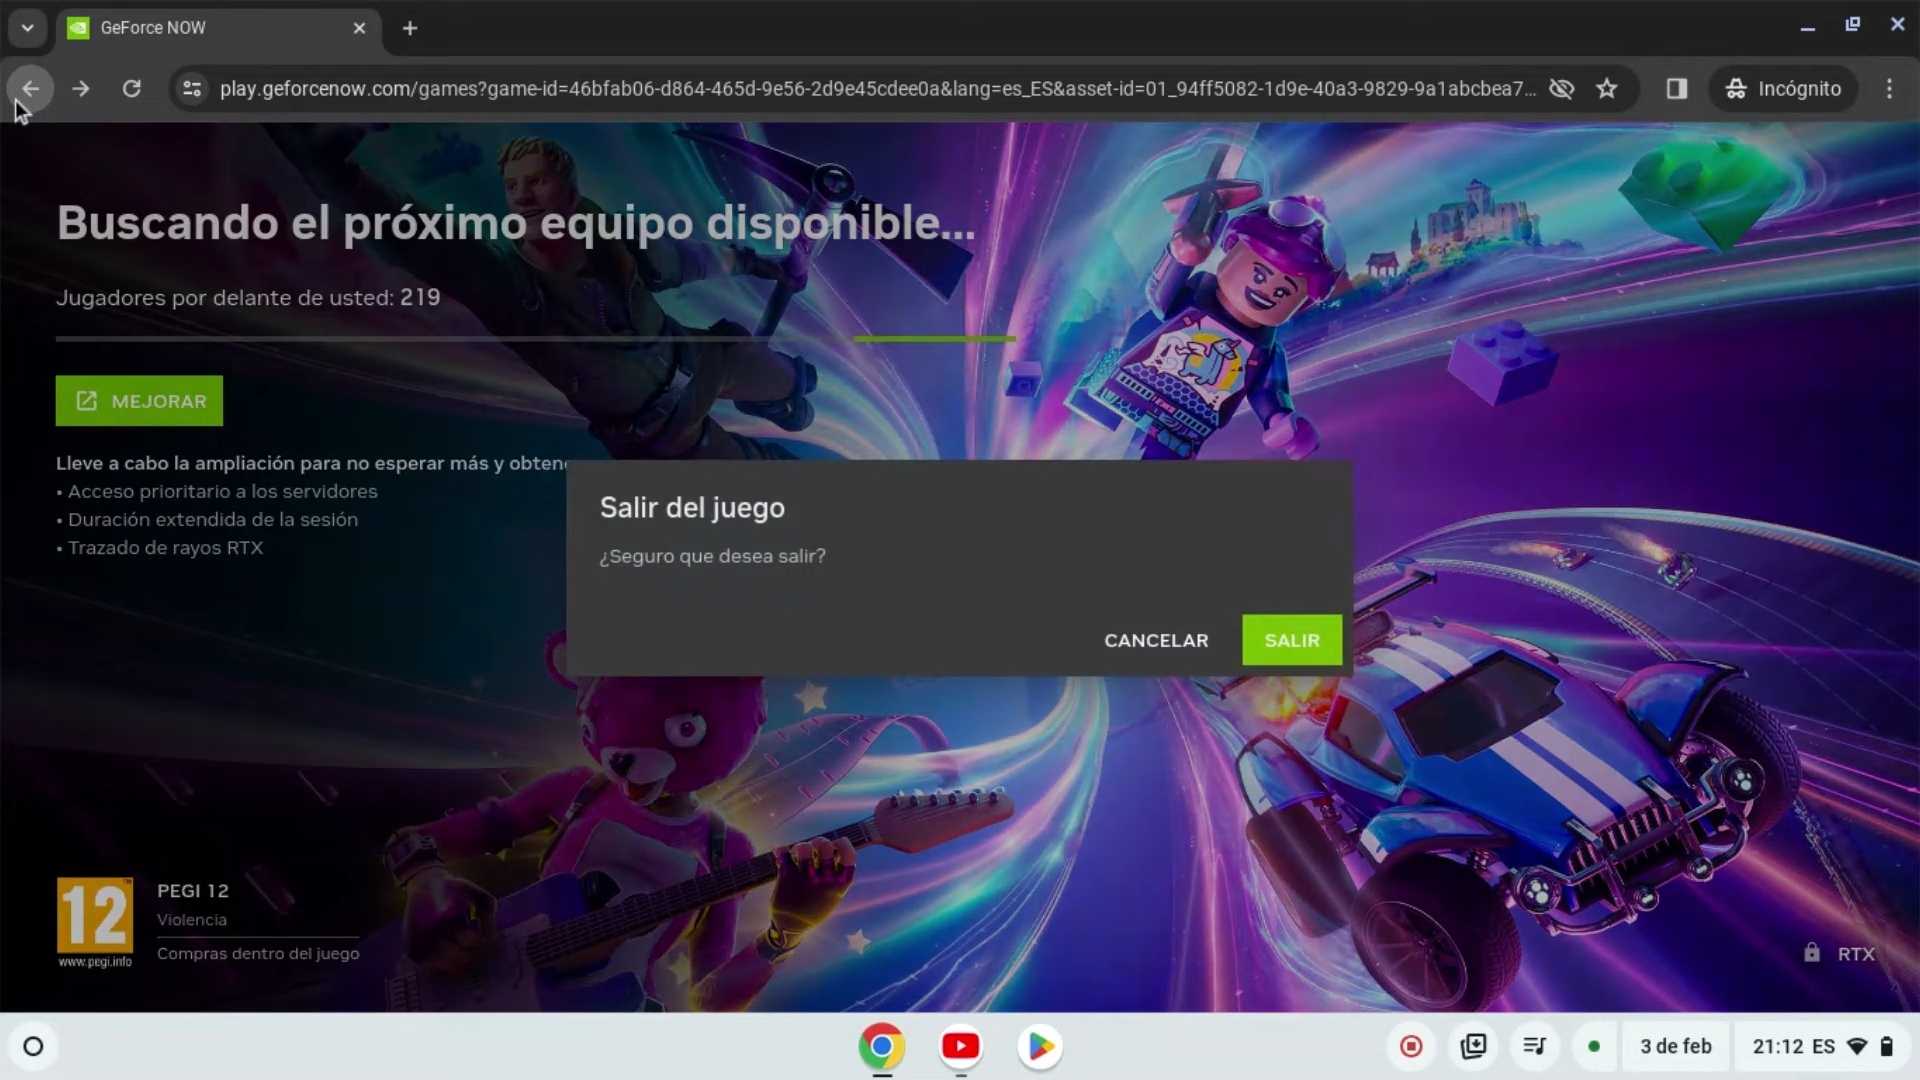 GeForce NOW
play.geforcenow.com/games?game-id=46bfab06-d864-465d-9e56-2d9e45cdee0a&lang=es_ES&asset-id=01_94ff5082-1d9e-40a3-9829-9a1abcbea7...
Incógnito
Buscando el próximo equipo disponible...
Jugadores por delante de usted: 219
MEJORAR
Lleve a cabo la ampliación para no esperar más y obten
• Acceso prioritario a los servidores
• Duración extendida de la sesión
• Trazado de rayos RTX
Salir del juego
¿Seguro que desea salir?
CANCELAR
SALIR
12
www.pegi.info
PEGI 12
Violencia
Compras dentro del juego
RTX
3 de feb
21:12 ES